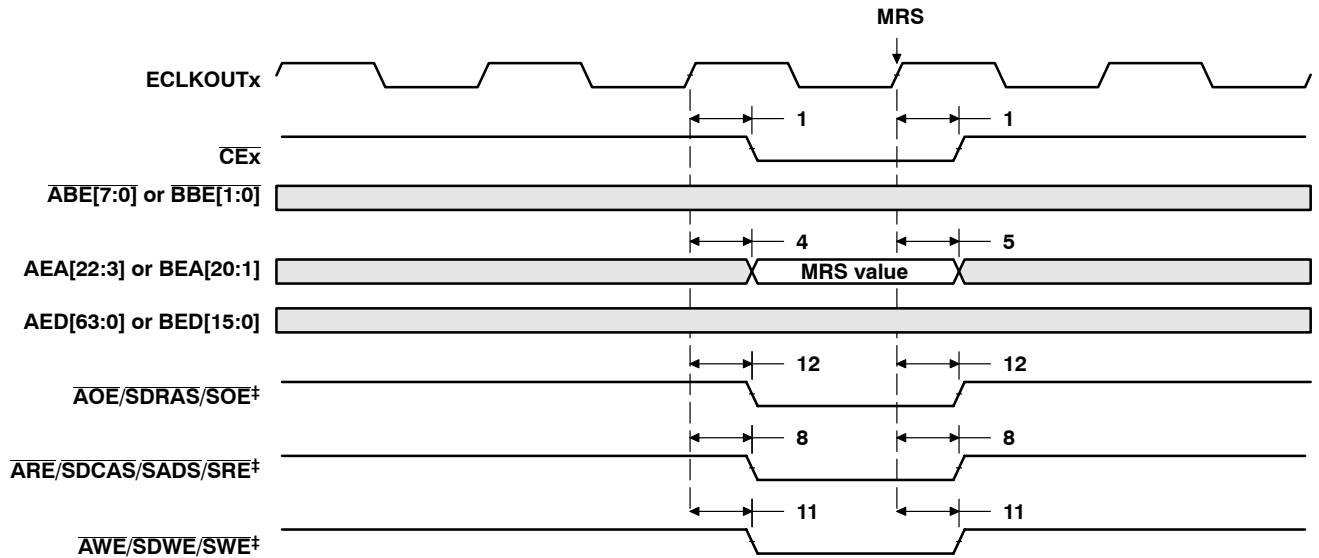 MRS
ECLKOUTx
1 1
CEx
ABE[7:0] or BBE[1:0]
4 5
AEA[22:3] or BEA[20:1] MRS value
AED[63:0] or BED[15:0]
12 12
AOE/SDRAS/SOE‡
8 8
ARE/SDCAS/SADS/SRE‡
11 11
AWE/SDWE/SWE‡